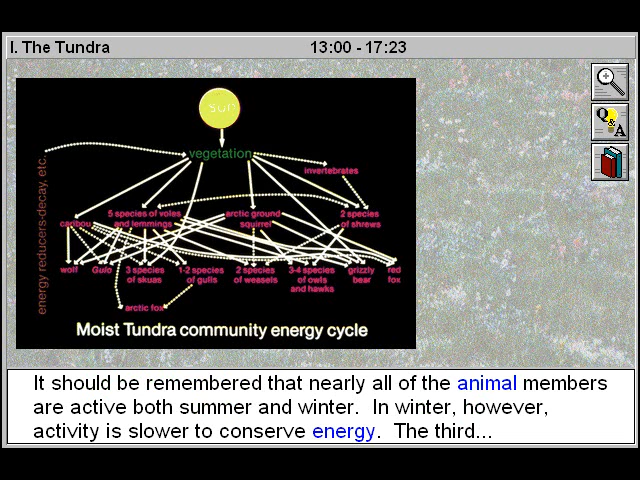 I. The Tundra 13:00 - 17:23
sun
vegetation
invertebrates
energy reducers-decay, etc.
caribou
5 species of voles
and lemmings
arctic ground
squirrel
2 species
of shrews
wolf
Gulo
3 species
of skuas
1-2 species
of gulls
2 species
of weasels
3-4 species
of owls
and hawks
grizzly
bear
red
fox
arctic fox
Moist Tundra community energy cycle
Q
&
A
It should be remembered that nearly all of the animal members
are active both summer and winter. In winter, however,
activity is slower to conserve energy. The third...